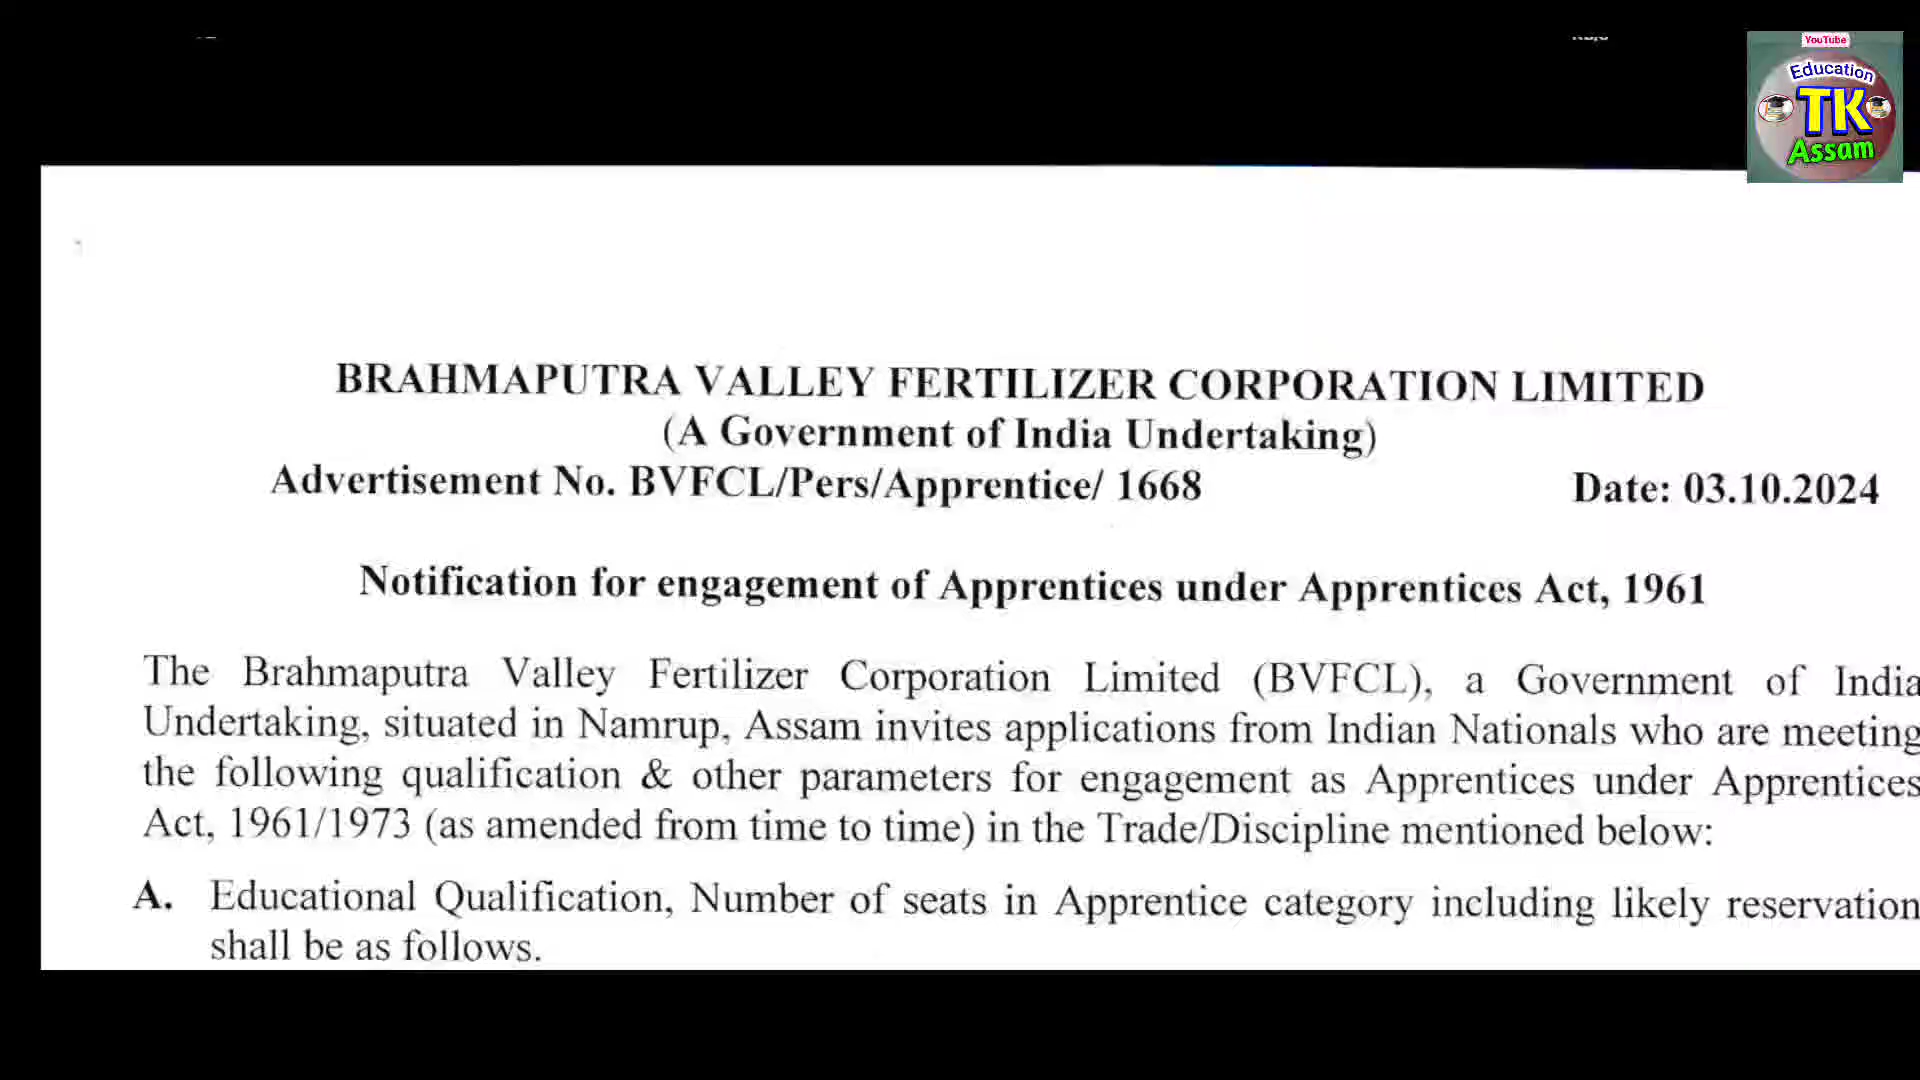 YouTube
Education
TK
Assam
BRAHMAPUTRA VALLEY FERTILIZER CORPORATION LIMITED
(A Government of India Undertaking)
Advertisement No. BVFCL/Pers/Apprentice/ 1668 Date: 03.10.2024
Notification for engagement of Apprentices under Apprentices Act, 1961
The Brahmaputra Valley Fertilizer Corporation Limited (BVFCL), a Government of India
Undertaking, situated in Namrup, Assam invites applications from Indian Nationals who are meeting
the following qualification & other parameters for engagement as Apprentices under Apprentices
Act, 1961/1973 (as amended from time to time) in the Trade/Discipline mentioned below:
A. Educational Qualification, Number of seats in Apprentice category including likely reservation
shall be as follows.